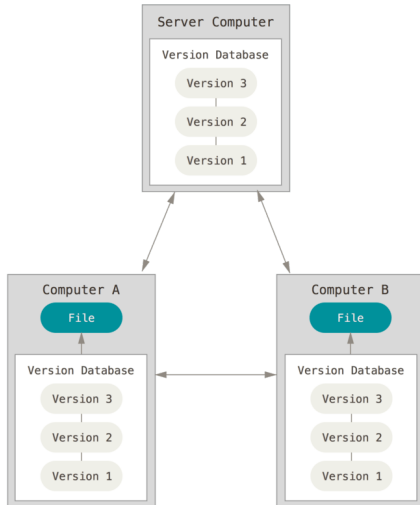 Server Computer
Version Database
Version 3
Version 2
Version 1
Computer A
File
Version Database
Version 3
Version 2
Version 1
Computer B
File
Version Database
Version 3
Version 2
Version 1